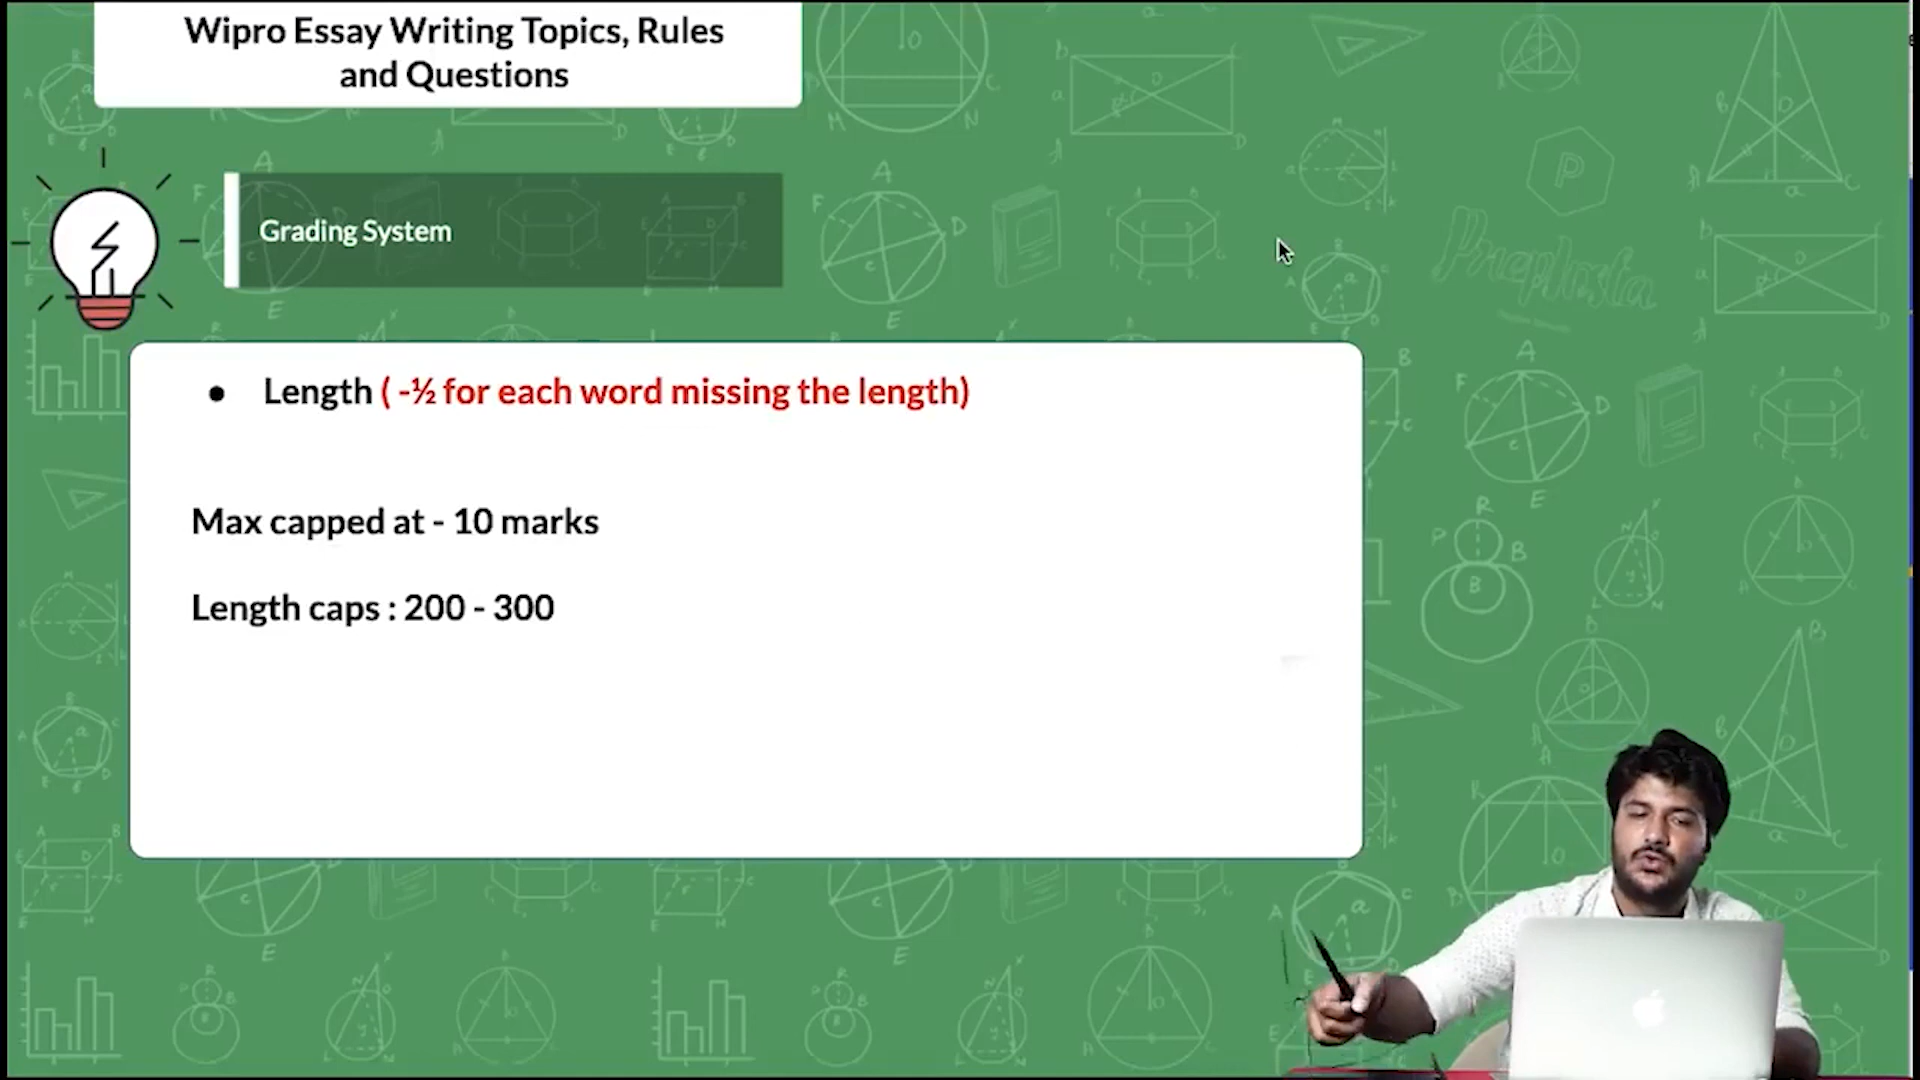 Wipro Essay Writing Topics, Rules
and Questions
Grading System
● Length ( -½ for each word missing the length)
Max capped at - 10 marks
Length caps : 200 - 300
PrepInsta